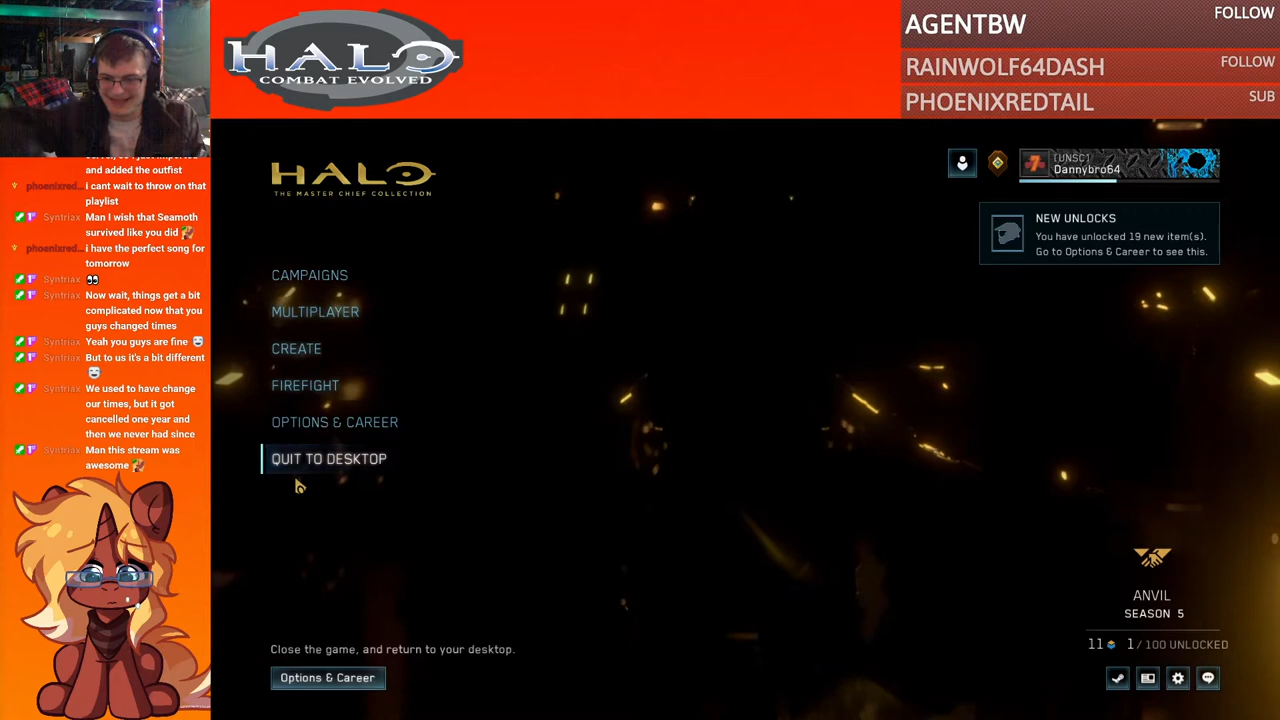 HALO
COMBAT EVOLVED
AGENTBW
FOLLOW
RAINWOLF64DASH
FOLLOW
PHOENIXREDTAIL
SUB
and added the outfist
phoenixred... i cant wait to throw on that
playlist
Syntriax Man I wish that Seamoth
survived like you did
phoenixred... i have the perfect song for
tomorrow
Syntriax
Syntriax Now wait, things get a bit
complicated now that you
guys changed times
Syntriax Yeah you guys are fine
Syntriax But to us it's a bit different
Syntriax We used to have change
our times, but it got
cancelled one year and
then we never had since
Syntriax Man this stream was
awesome
HALO
THE MASTER CHIEF COLLECTION
CAMPAIGNS
MULTIPLAYER
CREATE
FIREFIGHT
OPTIONS & CAREER
QUIT TO DESKTOP
Close the game, and return to your desktop.
Options & Career
7
[UNSC]
Dannybro64
NEW UNLOCKS
You have unlocked 19 new item(s).
Go to Options & Career to see this.
ANVIL
SEASON 5
11 1/100 UNLOCKED